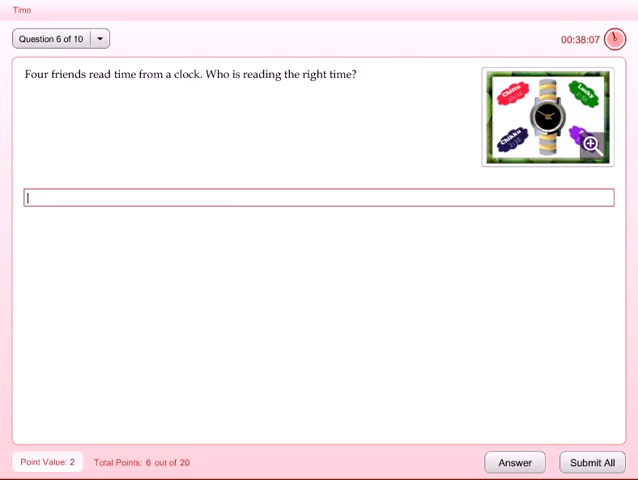 Time
Question 6 of 10
00:38:07
Four friends read time from a clock. Who is reading the right time?
Chittu
Lucky
Chikku
Point Value: 2
Total Points: 6 out of 20
Answer
Submit All